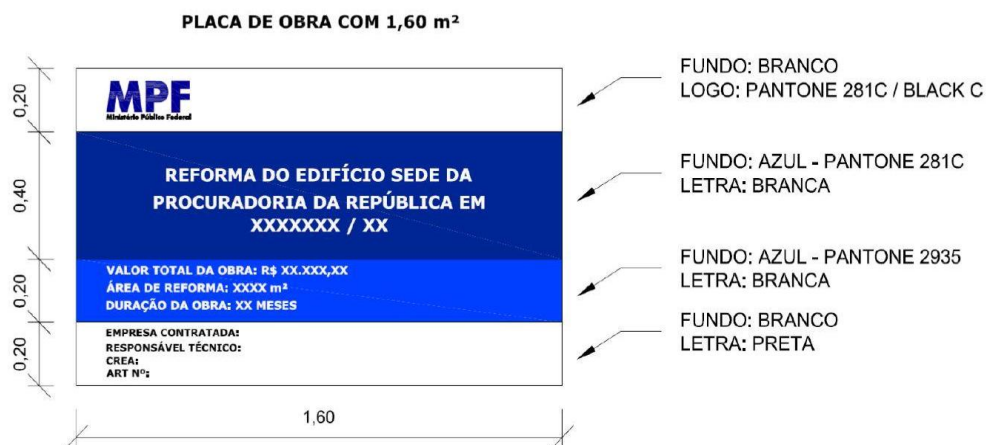 PLACA DE OBRA COM 1,60 m²
0,20
MPF
Ministério Público Federal
FUNDO: BRANCO
LOGO: PANTONE 281C / BLACK C
0,40
REFORMA DO EDIFÍCIO SEDE DA
PROCURADORIA DA REPÚBLICA EM
XXXXXXX / XX
FUNDO: AZUL - PANTONE 281C
LETRA: BRANCA
0,20
VALOR TOTAL DA OBRA: R$ XX.XXX,XX
ÁREA DE REFORMA: XXXX m²
DURAÇÃO DA OBRA: XX MESES
FUNDO: AZUL - PANTONE 2935
LETRA: BRANCA
0,20
EMPRESA CONTRATADA:
RESPONSÁVEL TÉCNICO:
CREA:
ART Nº:
FUNDO: BRANCO
LETRA: PRETA
1,60